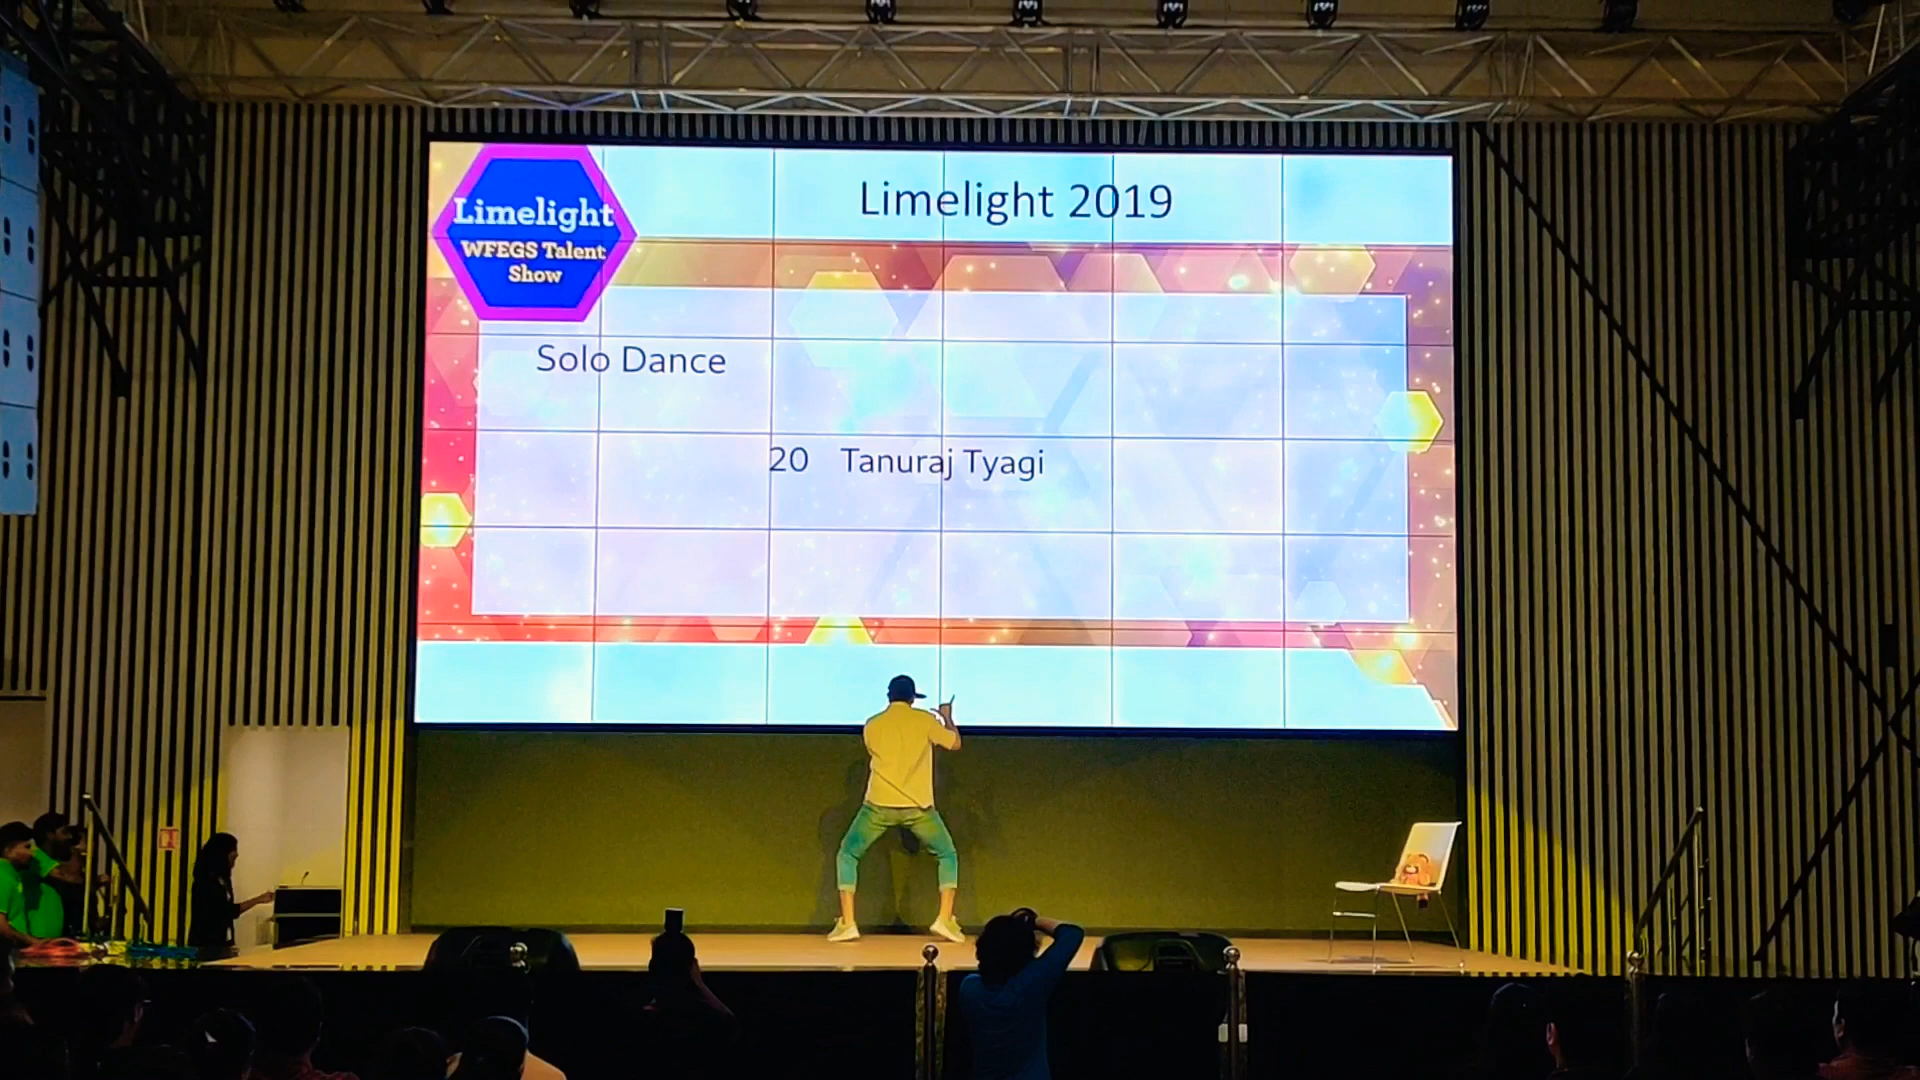 Limelight
WFEGS Talent
Show
Limelight 2019
Solo Dance
20 Tanuraj Tyagi